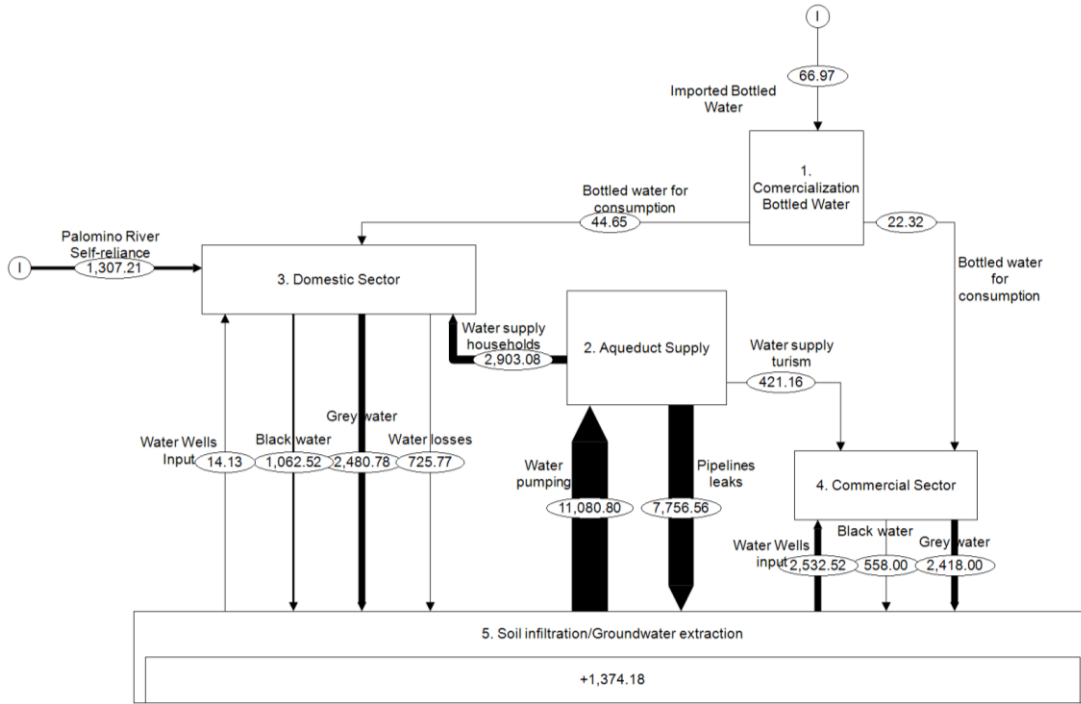 I
66.97
Imported Bottled
Water
1.
Comercialization
Bottled Water
Bottled water for
consumption
44.65
22.32
Bottled water
for
consumption
Palomino River
Self-reliance
I
1,307.21
3. Domestic Sector
Water supply
households
2,903.08
2. Aqueduct Supply
Water supply
turism
421.16
Water Wells
Input
14.13
Black water
1,062.52
Grey water
2,480.78
Water losses
725.77
Water
pumping
11,080.80
Pipelines
leaks
7,756.56
4. Commercial Sector
Water Wells
input
2,532.52
Black water
558.00
Grey water
2,418.00
5. Soil infiltration/Groundwater extraction
+1,374.18